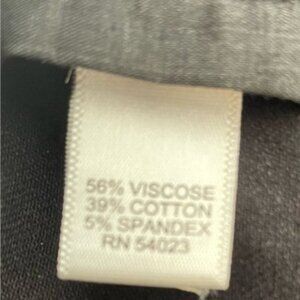 56% VISCOSE
39% COTTON
5% SPANDEX
RN 54023